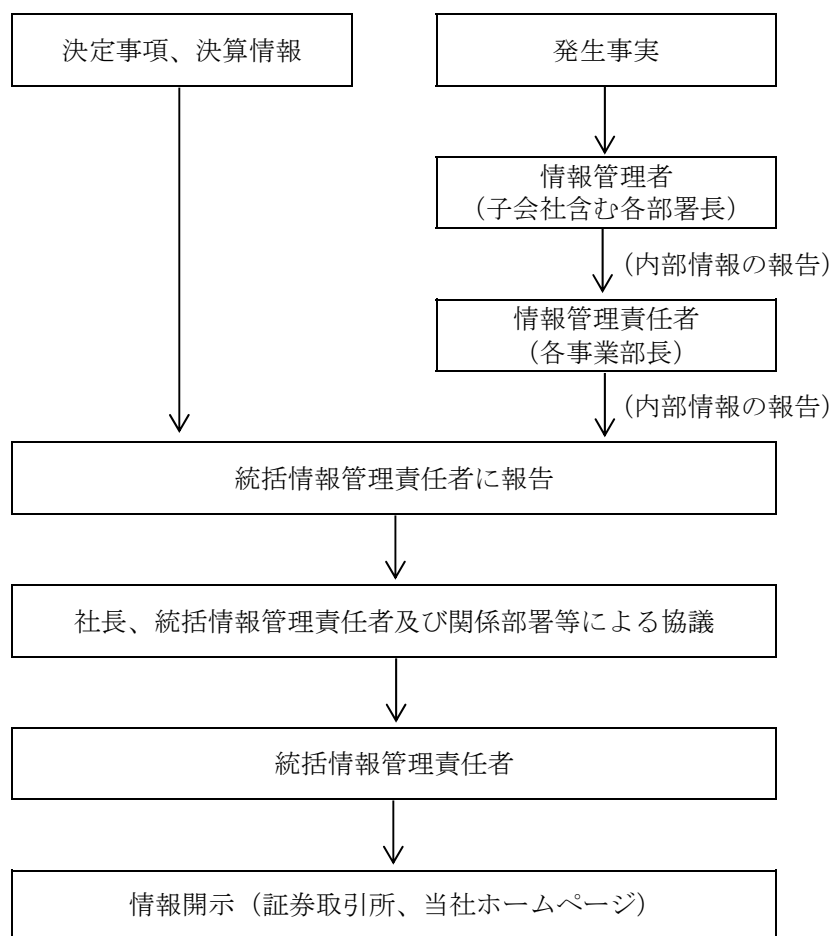 決定事項、決算情報
発生事実
情報管理者
（子会社含む各部署長）
（内部情報の報告）
情報管理責任者
（各事業部長）
（内部情報の報告）
統括情報管理責任者に報告
社長、統括情報管理責任者及び関係部署等による協議
統括情報管理責任者
情報開示（証券取引所、当社ホームページ）